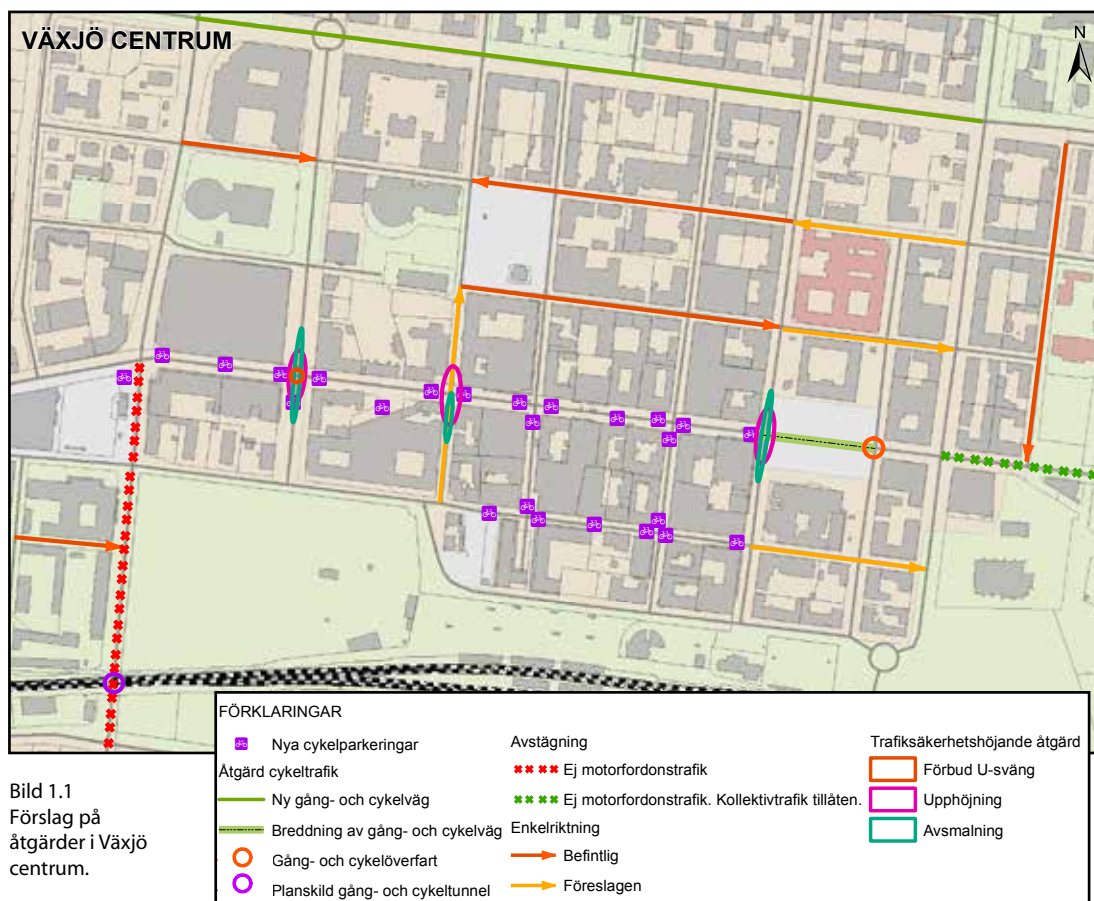 VÄXJÖ CENTRUM
N
FÖRKLARINGAR
Nya cykelparkeringar
Åtgärd cykeltrafik
Ny gång- och cykelväg
Breddning av gång- och cykelväg
Gång- och cykelöverfart
Planskild gång- och cykeltunnel
Avstägning
Ej motorfordonstrafik
Ej motorfordonstrafik. Kollektivtrafik tillåten.
Enkelriktning
Befintlig
Föreslagen
Trafiksäkerhetshöjande åtgärd
Förbud U-sväng
Upphöjning
Avsmalning
Bild 1.1
Förslag på
åtgärder i Växjö
centrum.